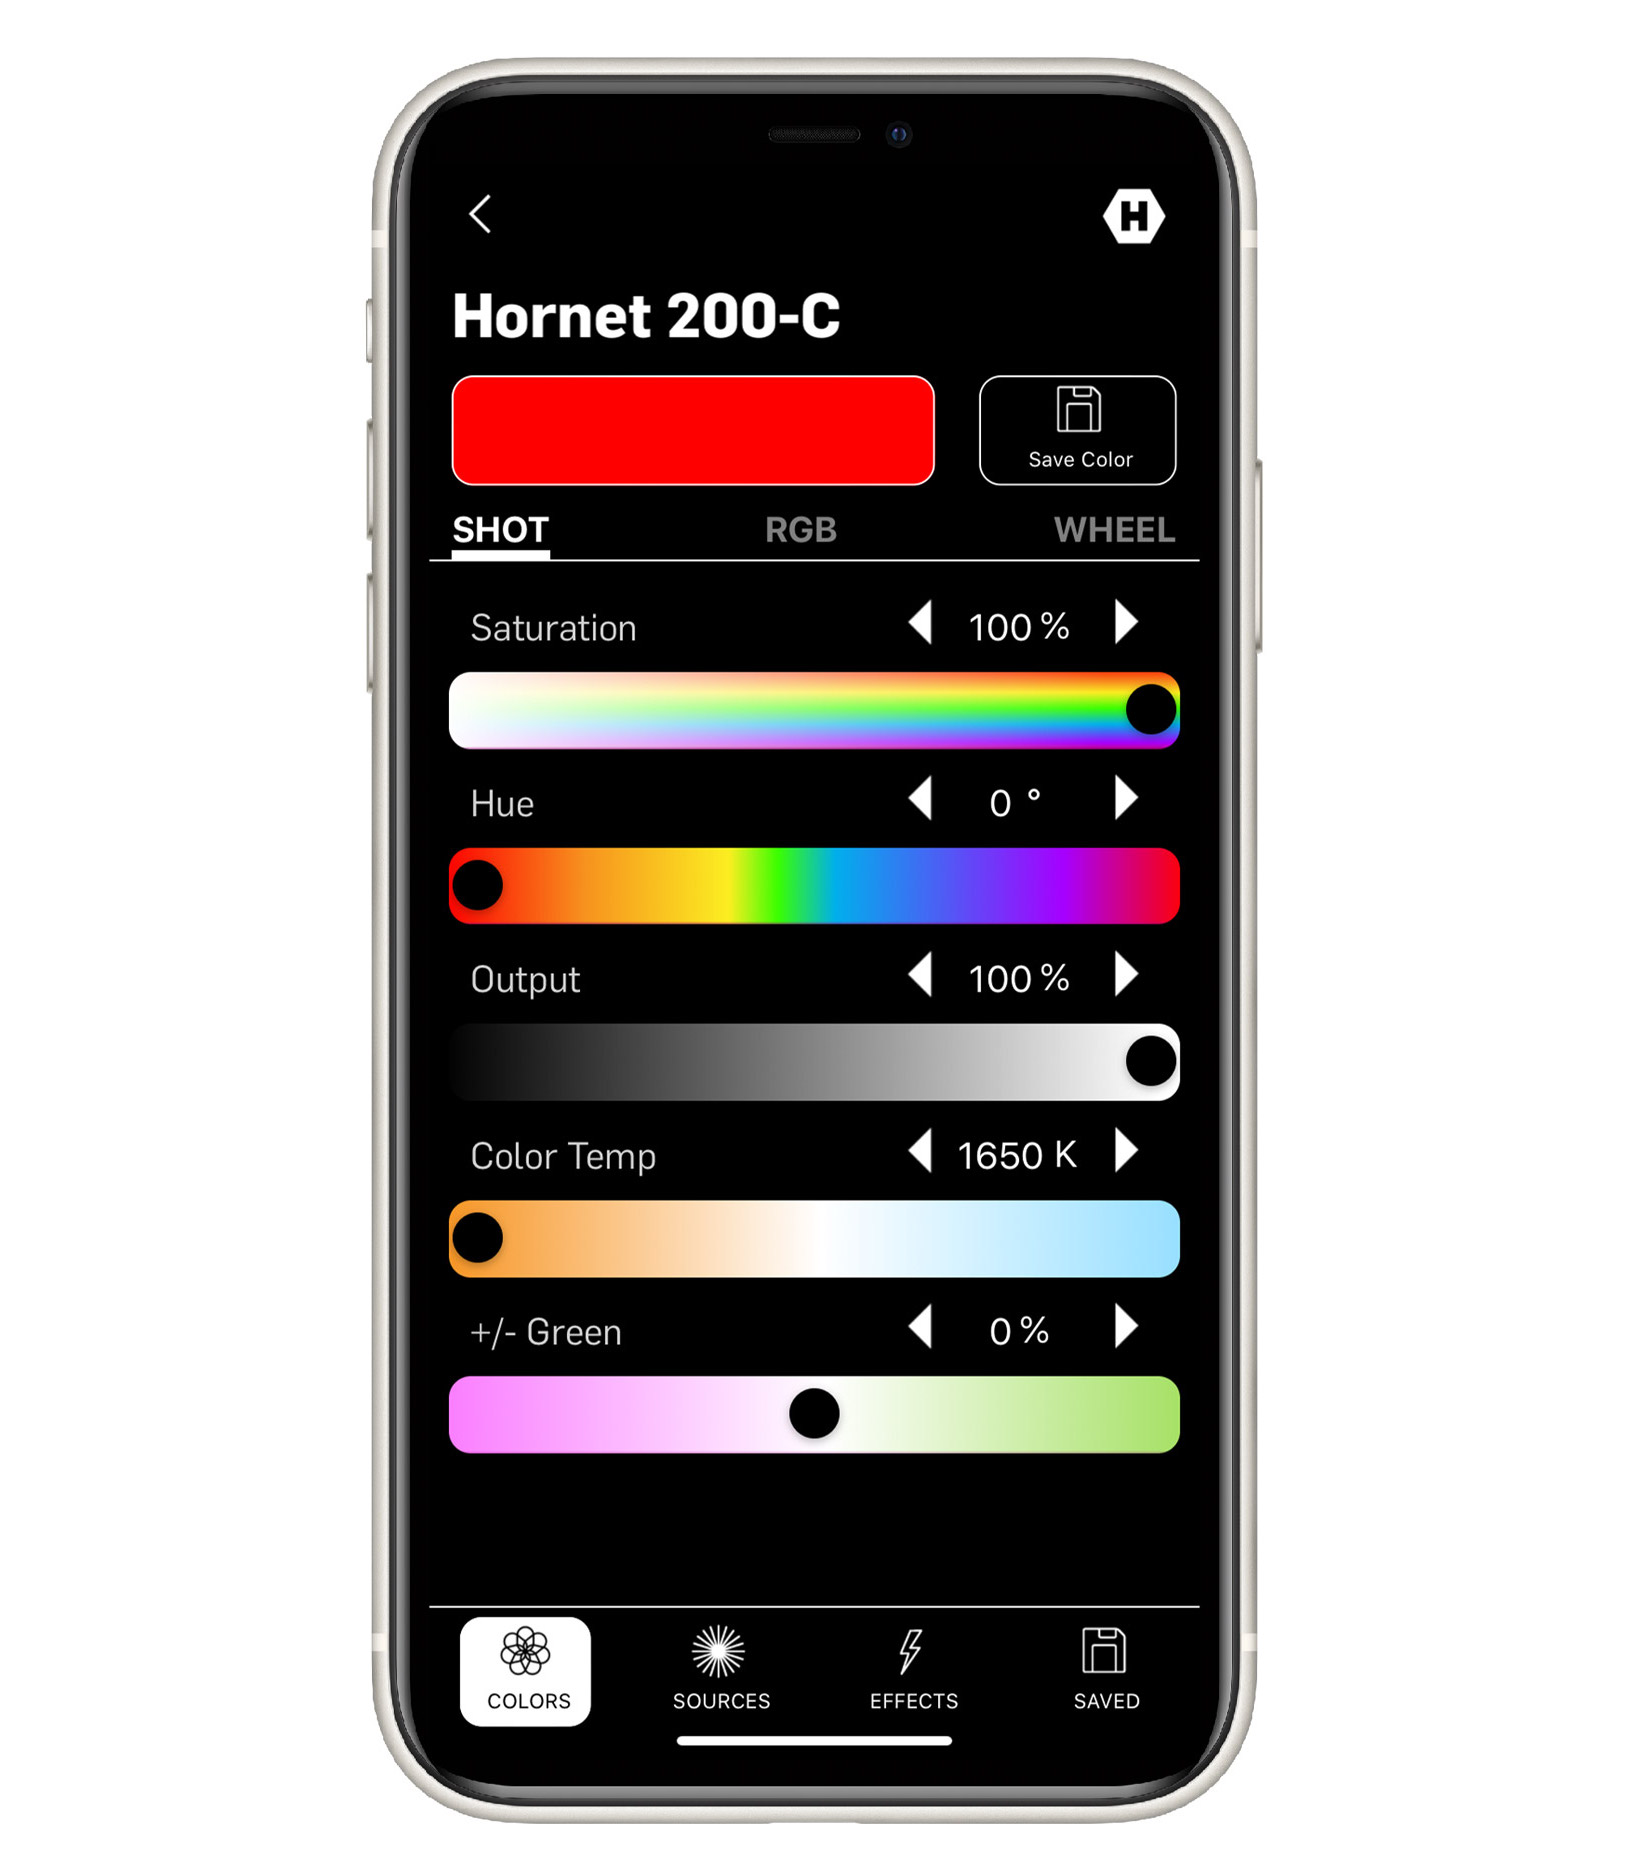 H
Hornet 200-C
Save Color
SHOT RGB WHEEL
Saturation 100 %
Hue 0 °
Output 100 %
Color Temp 1650 K
+/- Green 0 %
COLORS SOURCES EFFECTS SAVED